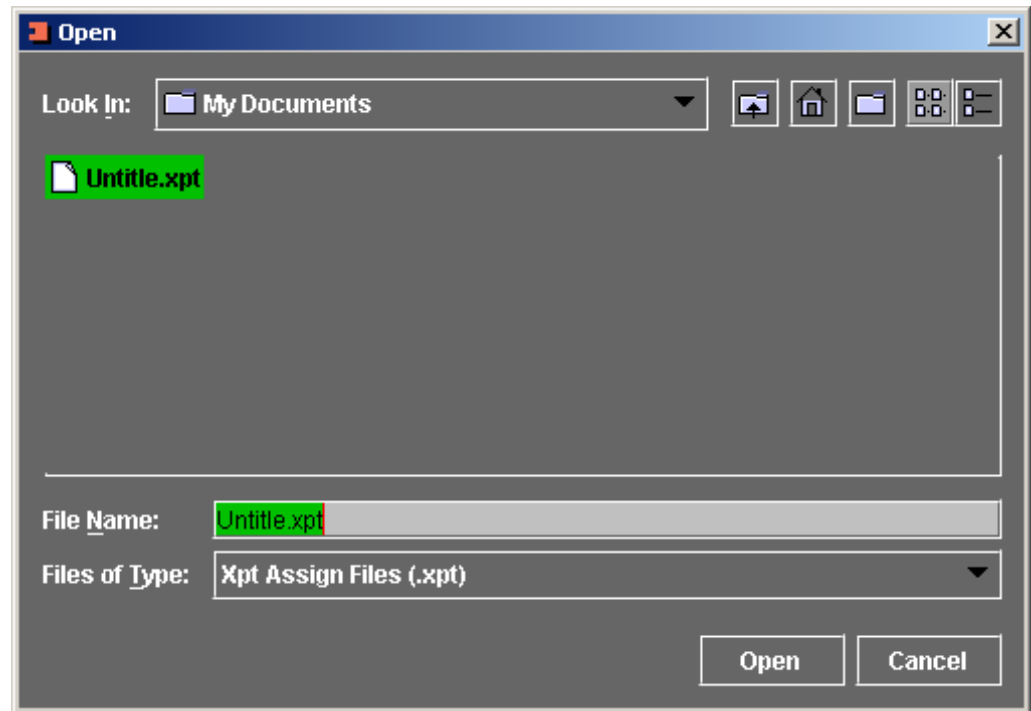 Open
Look In: My Documents
Untitle.xpt
File Name: Untitle.xpt
Files of Type: Xpt Assign Files (.xpt)
Open Cancel